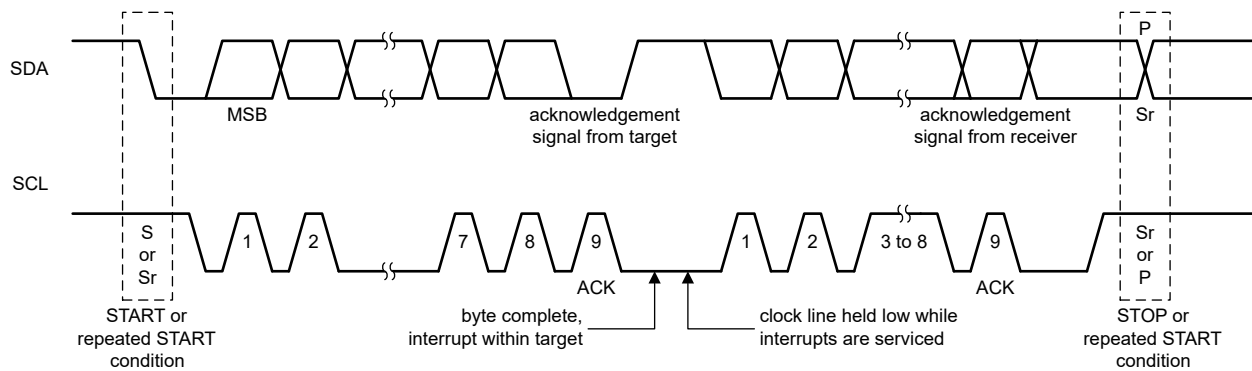 P
SDA
MSB
acknowledgement
signal from target
acknowledgement
signal from receiver
Sr
SCL
S
or
Sr
1
2
7
8
9
1
2
3 to 8
9
Sr
or
P
ACK
ACK
START or
repeated START
condition
byte complete,
interrupt within target
clock line held low while
interrupts are serviced
STOP or
repeated START
condition